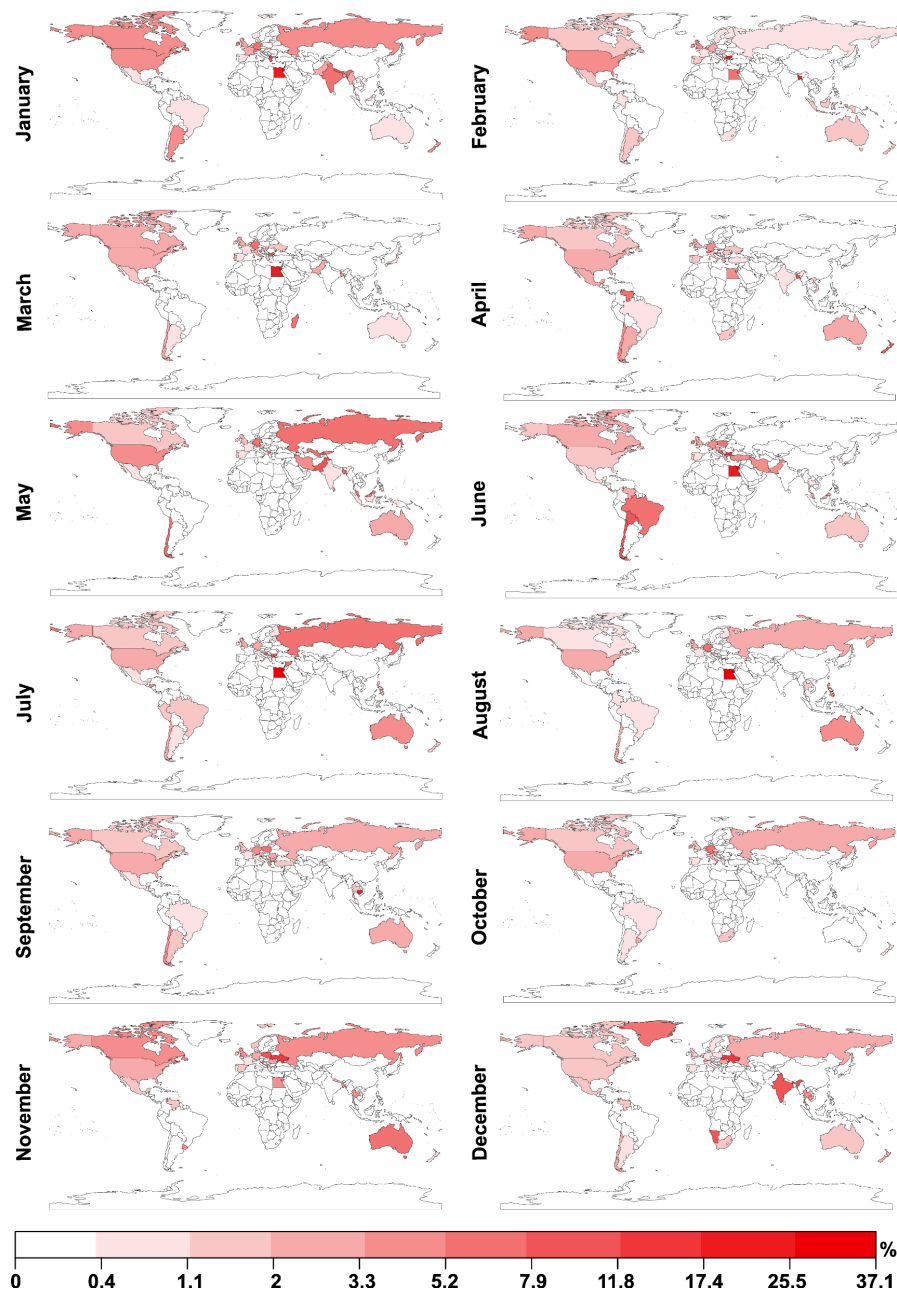 January
February
March
April
May
June
July
August
September
October
November
December
%
0 0.4 1.1 2 3.3 5.2 7.9 11.8 17.4 25.5 37.1